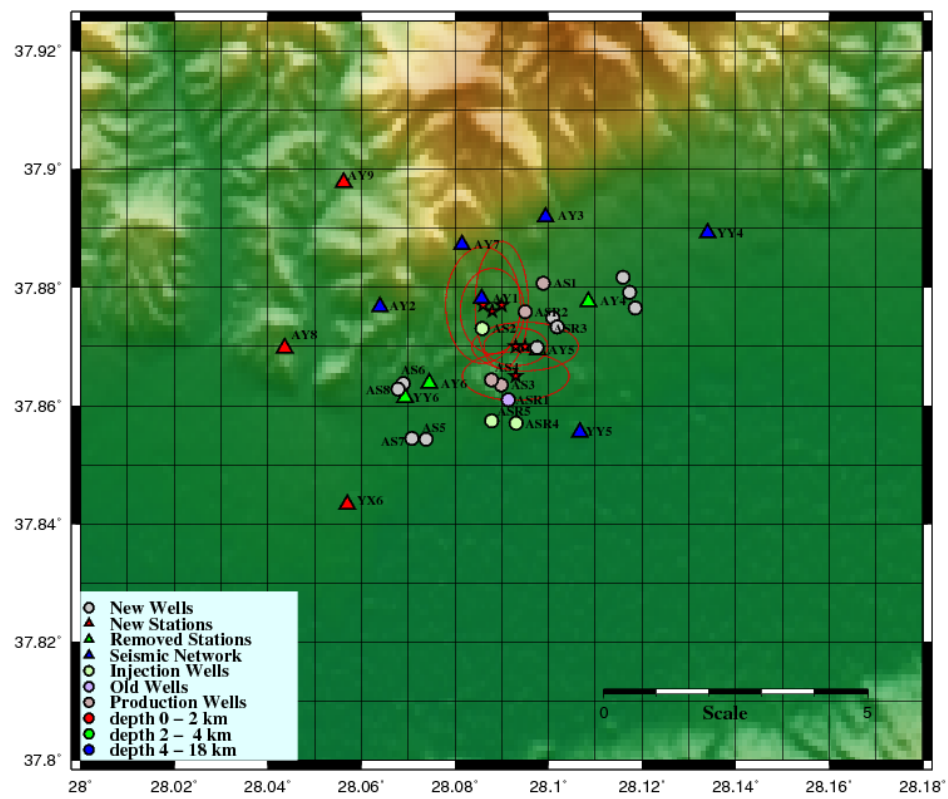 37.92°
37.9°
37.88°
37.86°
37.84°
37.82°
37.8°
28°
28.02°
28.04°
28.06°
28.08°
28.1°
28.12°
28.14°
28.16°
28.18°
AY9
AY3
YY4
AY7
AS1
AY1
AY4
AY2
ASR2
AS2
ASR3
AY8
AY5
AS4
AS6
AY6
AS3
AS8
YY6
ASR1
ASR5
ASR4
AS5
YY5
AS7
YX6
New Wells
New Stations
Removed Stations
Seismic Network
Injection Wells
Old Wells
Production Wells
depth 0 – 2 km
depth 2 – 4 km
depth 4 – 18 km
0
Scale
5